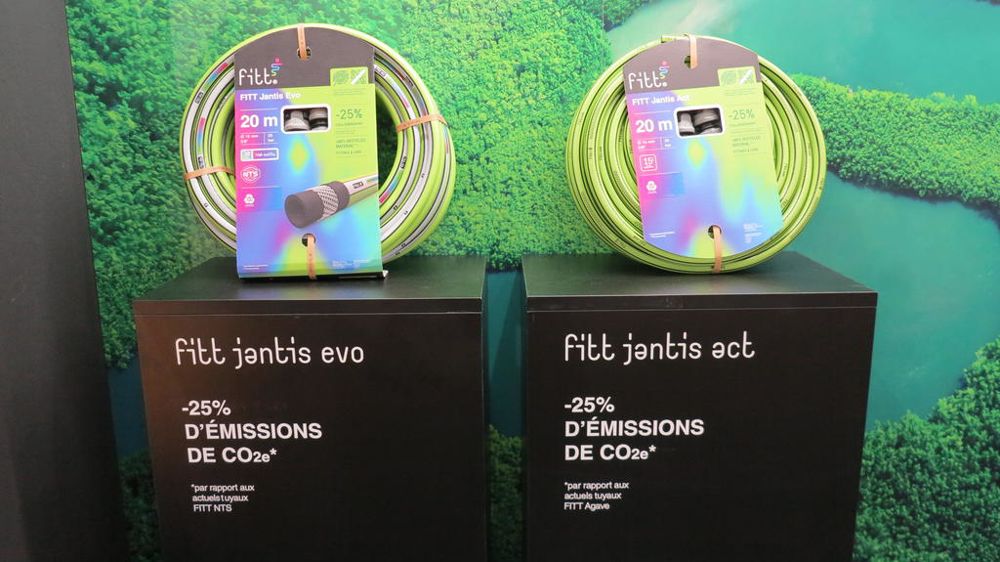 fitt
FITT Jantis Evo
20 m
-25%
NTS
fitt
FITT Jantis Act
20 m
-25%
15
fitt jantis evo
-25%
D'ÉMISSIONS
DE CO2e*
*par rapport aux
actuels tuyaux
FITT NTS
fitt jantis act
-25%
D'ÉMISSIONS
DE CO2e*
*par rapport aux
actuels tuyaux
FITT Agave